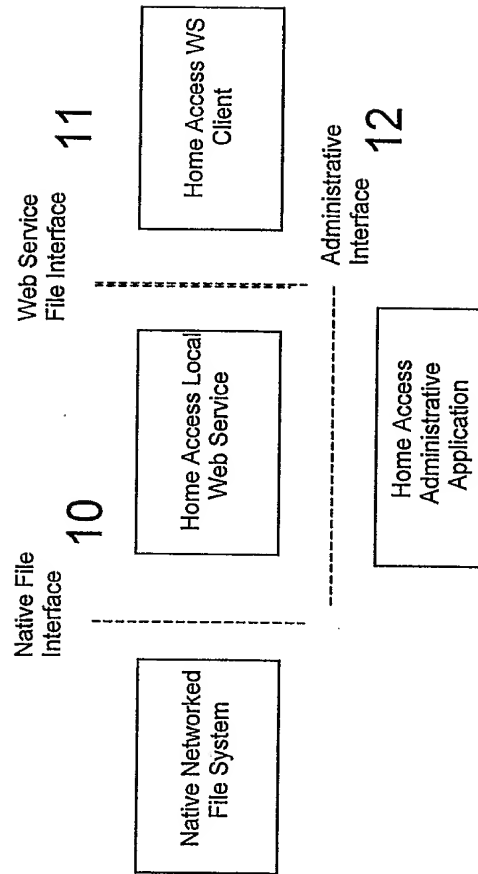 Native File
Interface
10
Web Service
File Interface
11
Native Networked
File System
Home Access Local
Web Service
Home Access WS
Client
Administrative
Interface
12
Home Access
Administrative
Application